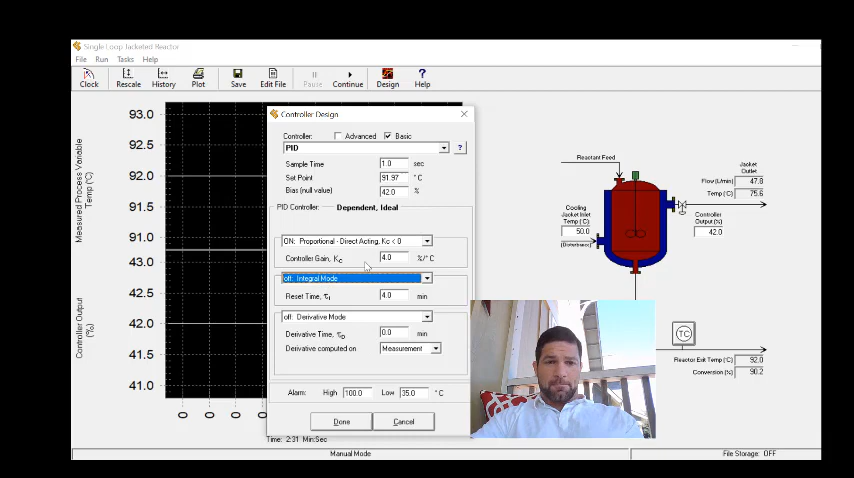 Single Loop Jacketed Reactor
File Run Tasks Help
Clock Rescale History Plot Save Edit File Pause Continue Design Help
Controller Design
Controller: Advanced Basic
PID ?
Sample Time 1.0 sec
Set Point 91.97 °C
Bias (null value) 42.0 %
PID Controller: Dependent, Ideal
ON: Proportional - Direct Acting, Kc < 0
Controller Gain, KC 4.0 %/°C
off: Integral Mode
Reset Time, τI 4.0 min
off: Derivative Mode
Derivative Time, τD 0.0 min
Derivative computed on Measurement
Alarm: High 100.0 Low 35.0 °C
Done Cancel
Measured Process Variable
Temp (°C)
93.0
92.5
92.0
91.5
91.0
Controller Output
(%)
43.0
42.5
42.0
41.5
41.0
0 0 0 0
Time: 2:31 Min:Sec
Manual Mode
File Storage: OFF
Reactant Feed
Jacket
Outlet
Flow (L/min) 47.8
Temp (°C) 75.6
Cooling
Jacket Inlet
Temp (°C) 50.0
(Disturbance)
Controller
Output (%)
42.0
TC
Reactor Exit Temp (°C) 92.0
Conversion (%) 90.2